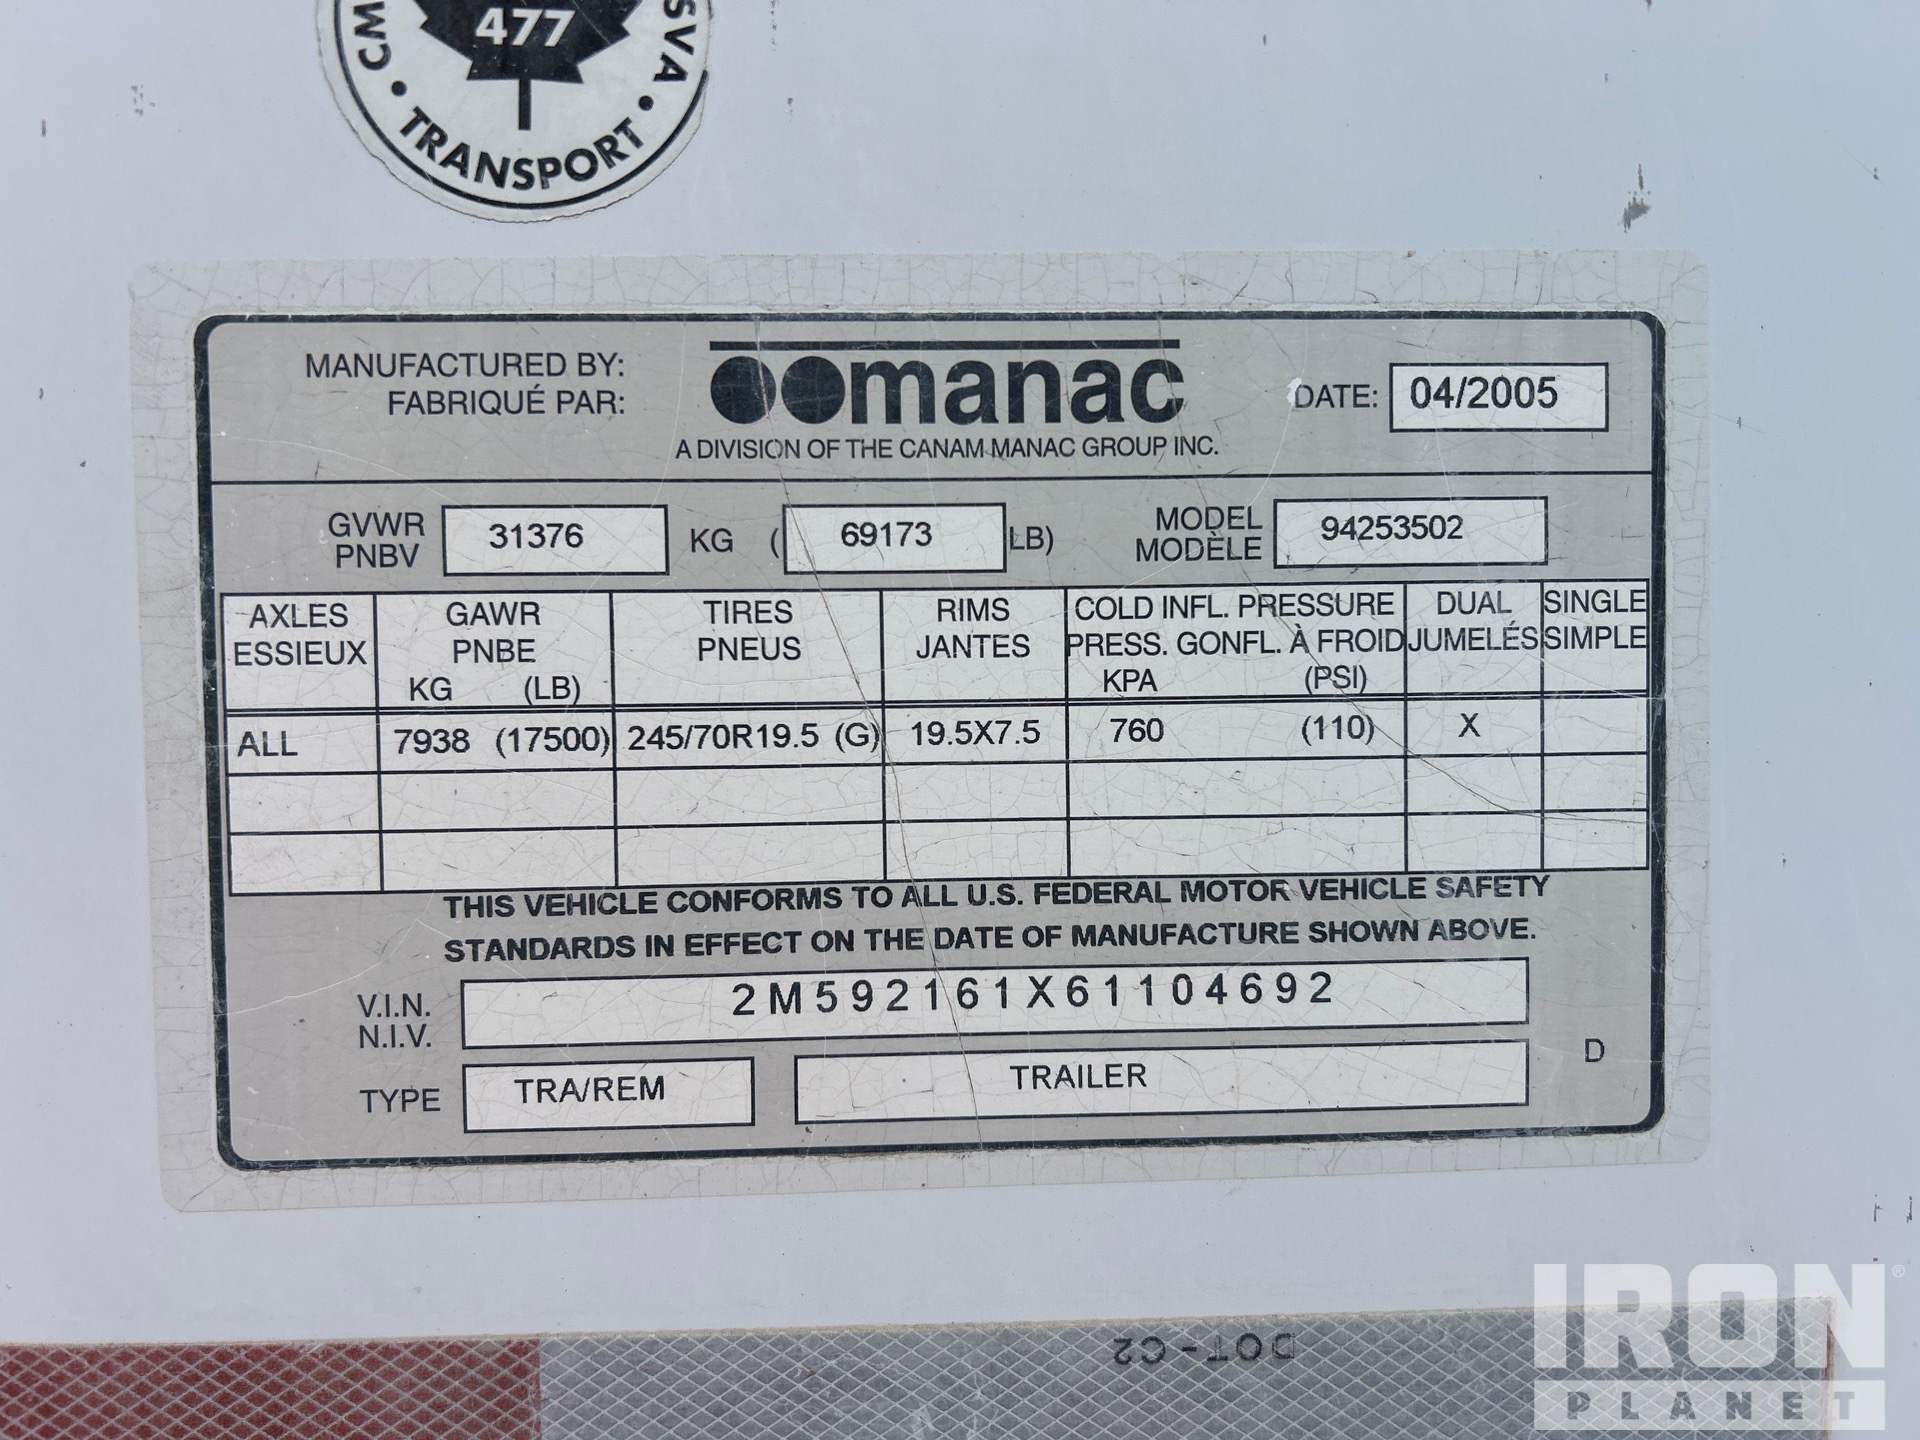 477
CM
SVA
• TRANSPORT •
MANUFACTURED BY:
FABRIQUÉ PAR:
manac
A DIVISION OF THE CANAM MANAC GROUP INC.
DATE: 04/2005
GVWR
PNBV
31376 KG ( 69173 LB)
MODEL
MODÈLE
94253502
AXLES
ESSIEUX
GAWR
PNBE
KG (LB)
TIRES
PNEUS
RIMS
JANTES
COLD INFL. PRESSURE
PRESS. GONFL. À FROID
KPA (PSI)
DUAL
JUMELÉS
SINGLE
SIMPLE
ALL 7938 (17500) 245/70R19.5 (G) 19.5X7.5 760 (110) X
THIS VEHICLE CONFORMS TO ALL U.S. FEDERAL MOTOR VEHICLE SAFETY
STANDARDS IN EFFECT ON THE DATE OF MANUFACTURE SHOWN ABOVE.
V.I.N.
N.I.V.
2M592161X61104692
TYPE TRA/REM TRAILER D
DOT-C2
IRON ®
PLANET